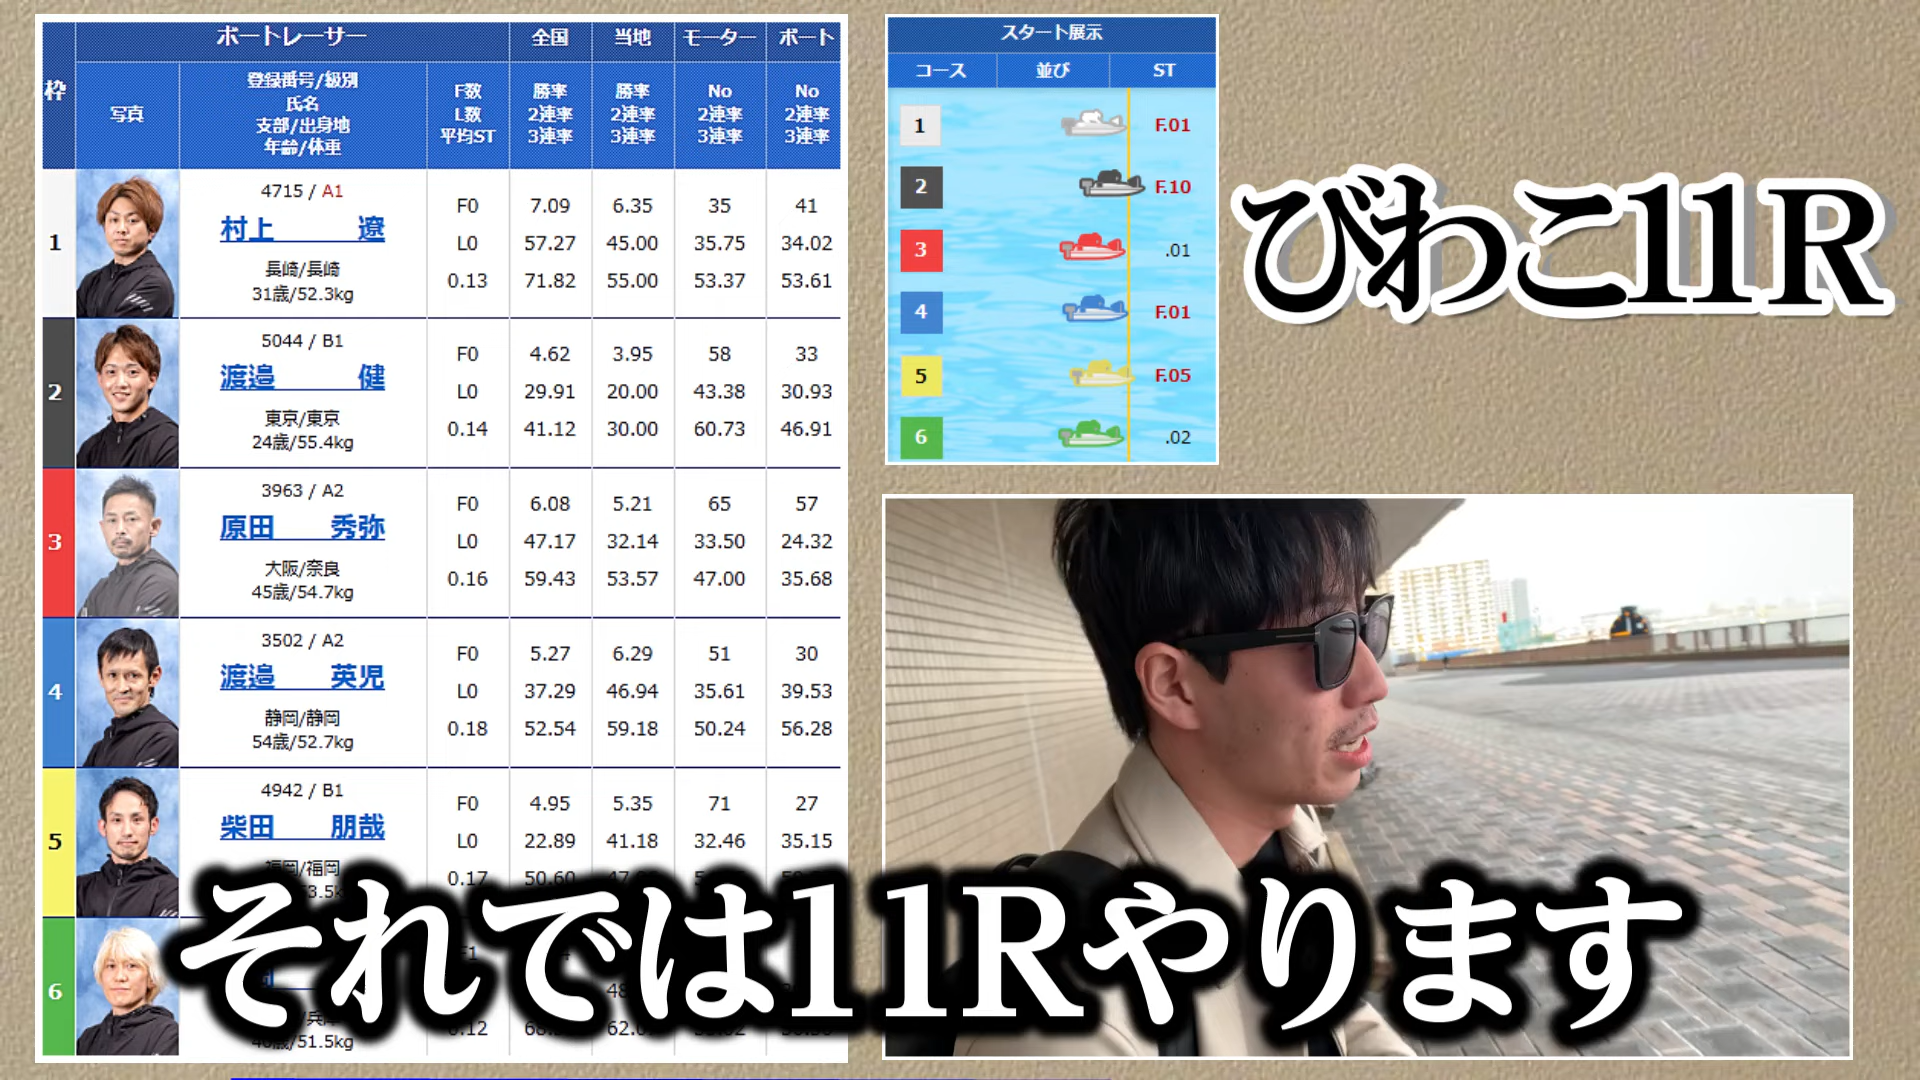 ボートレーサー 全国 当地 モーター ボート
枠 写真 登録番号/級別 氏名 支部/出身地 年齢/体重 F数 L数 平均ST 勝率 2連率 3連率 勝率 2連率 3連率 No 2連率 3連率 No 2連率 3連率
1
4715 / A1
村上 遼
長崎/長崎
31歳/52.3kg
F0 7.09 6.35 35 41
L0 57.27 45.00 35.75 34.02
0.13 71.82 55.00 53.37 53.61
2
5044 / B1
渡邉 健
東京/東京
24歳/55.4kg
F0 4.62 3.95 58 33
L0 29.91 20.00 43.38 30.93
0.14 41.12 30.00 60.73 46.91
3
3963 / A2
原田 秀弥
大阪/奈良
45歳/54.7kg
F0 6.08 5.21 65 57
L0 47.17 32.14 33.50 24.32
0.16 59.43 53.57 47.00 35.68
4
3502 / A2
渡邉 英児
静岡/静岡
54歳/52.7kg
F0 5.27 6.29 51 30
L0 37.29 46.94 35.61 39.53
0.18 52.54 59.18 50.24 56.28
5
4942 / B1
柴田 朋哉
福岡/福岡
F0 4.95 5.35 71 27
L0 22.89 41.18 32.46 35.15
0.17 50.60
6
0.12
スタート展示
コース 並び ST
1 F.01
2 F.10
3 .01
4 F.01
5 F.05
6 .02
びわこ11R
それでは11Rやります